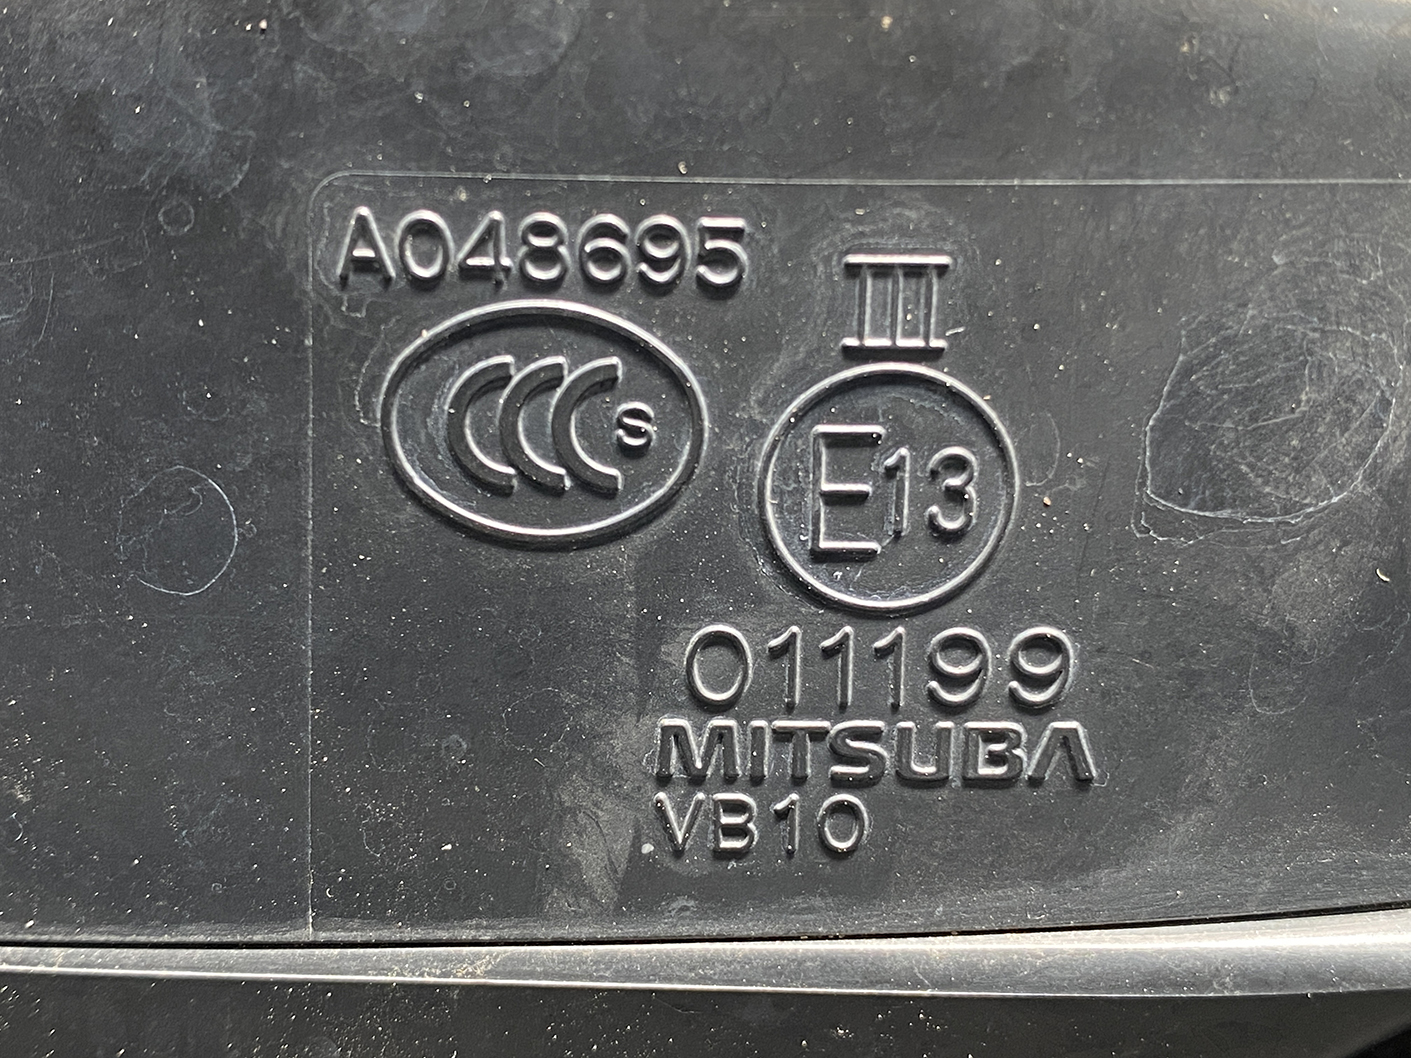 A048695
CCC S
III
E13
011199
MITSUBA
VB10